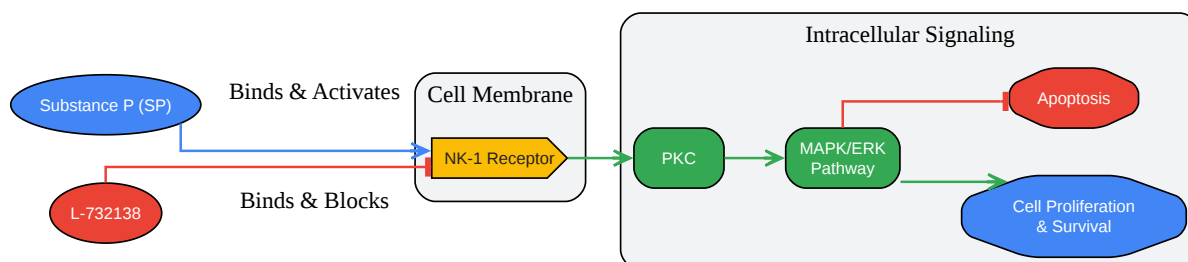 Intracellular Signaling
Binds & Activates
Cell Membrane
Substance P (SP)
Apoptosis
NK-1 Receptor
PKC
MAPK/ERK
Pathway
Binds & Blocks
L-732138
Cell Proliferation
& Survival